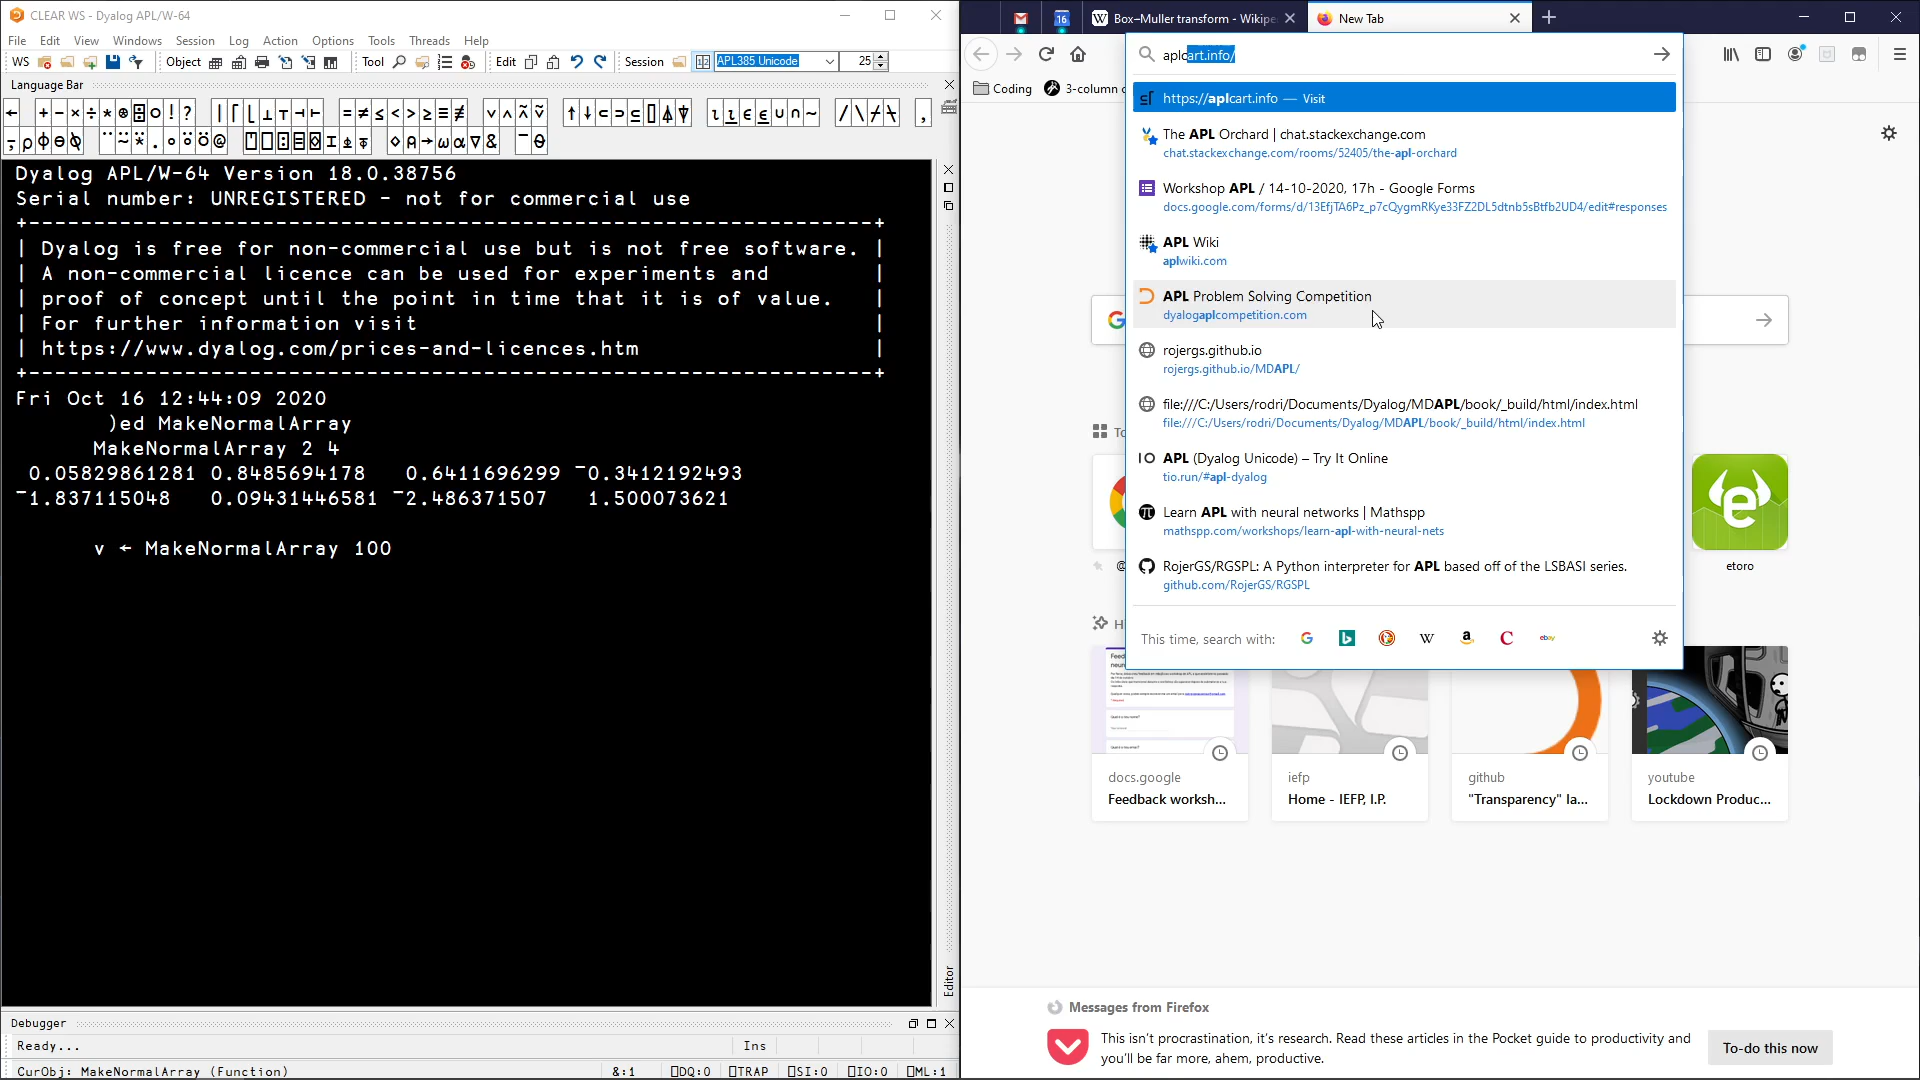 CLEAR WS - Dyalog APL/W-64
File Edit View Windows Session Log Action Options Tools Threads Help
WS Object Tool Edit Session APL385 Unicode 25
Language Bar
Dyalog APL/W-64 Version 18.0.38756
Serial number: UNREGISTERED - not for commercial use
+------------------------------------------------------------------+
| Dyalog is free for non-commercial use but is not free software. |
| A non-commercial licence can be used for experiments and |
| proof of concept until the point in time that it is of value. |
| For further information visit |
| https://www.dyalog.com/prices-and-licences.htm |
+------------------------------------------------------------------+
Fri Oct 16 12:44:09 2020
)ed MakeNormalArray
MakeNormalArray 2 4
0.05829861281 0.8485694178 0.6411696299 ¯0.3412192493
¯1.837115048 0.09431446581 ¯2.486371507 1.500073621
v ← MakeNormalArray 100
Editor
Debugger
Ready...
Ins
CurObj: MakeNormalArray (Function)
&:1 ⎕DQ:0 ⎕TRAP ⎕SI:0 ⎕IO:0 ⎕ML:1
16
Box–Muller transform - Wikipe
New Tab
aplcart.info/
Coding
3-column
https://aplcart.info — Visit
The APL Orchard | chat.stackexchange.com
chat.stackexchange.com/rooms/52405/the-apl-orchard
Workshop APL / 14-10-2020, 17h - Google Forms
docs.google.com/forms/d/13EfjTA6Pz_p7cQygmRKye33FZ2DL5dtnb5sBtfb2UD4/edit#responses
APL Wiki
aplwiki.com
APL Problem Solving Competition
dyalogaplcompetition.com
rojergs.github.io
rojergs.github.io/MDAPL/
file:///C:/Users/rodri/Documents/Dyalog/MDAPL/book/_build/html/index.html
file:///C:/Users/rodri/Documents/Dyalog/MDAPL/book/_build/html/index.html
APL (Dyalog Unicode) – Try It Online
tio.run/#apl-dyalog
Learn APL with neural networks | Mathspp
mathspp.com/workshops/learn-apl-with-neural-nets
RojerGS/RGSPL: A Python interpreter for APL based off of the LSBASI series.
github.com/RojerGS/RGSPL
This time, search with:
ebay
etoro
docs.google
Feedback worksh...
iefp
Home - IEFP, I.P.
github
"Transparency" la...
youtube
Lockdown Produc...
Messages from Firefox
This isn't procrastination, it's research. Read these articles in the Pocket guide to productivity and
you'll be far more, ahem, productive.
To-do this now